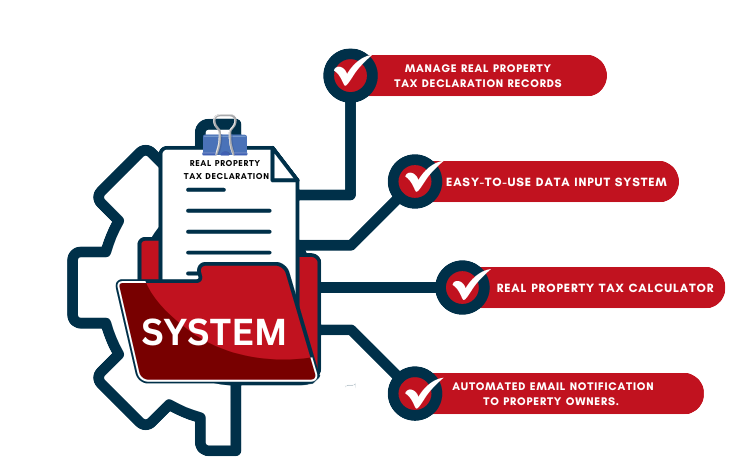 MANAGE REAL PROPERTY
TAX DECLARATION RECORDS
REAL PROPERTY
TAX DECLARATION
EASY-TO-USE DATA INPUT SYSTEM
REAL PROPERTY TAX CALCULATOR
SYSTEM
AUTOMATED EMAIL NOTIFICATION
TO PROPERTY OWNERS.